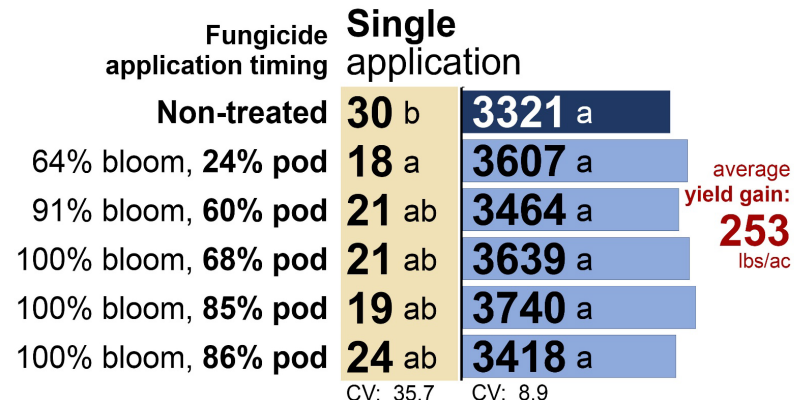 Fungicide
application timing
Single
application
Non-treated 30 b 3321 a
64% bloom, 24% pod 18 a 3607 a
91% bloom, 60% pod 21 ab 3464 a
100% bloom, 68% pod 21 ab 3639 a
100% bloom, 85% pod 19 ab 3740 a
100% bloom, 86% pod 24 ab 3418 a
average
yield gain:
253
lbs/ac
CV: 35.7 CV: 8.9